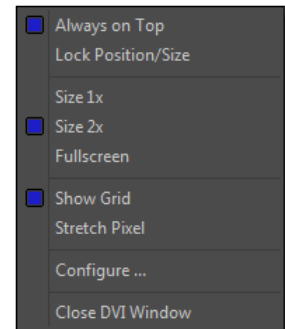 Always on Top
Lock Position/Size
Size 1x
Size 2x
Fullscreen
Show Grid
Stretch Pixel
Configure ...
Close DVI Window